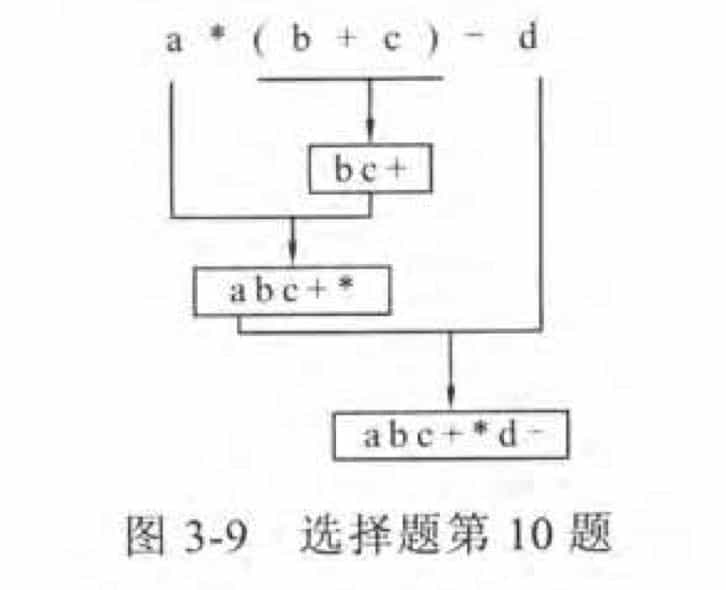 a * ( b + c ) - d
b c +
a b c + *
a b c + * d -
图 3-9 选择题第 10 题